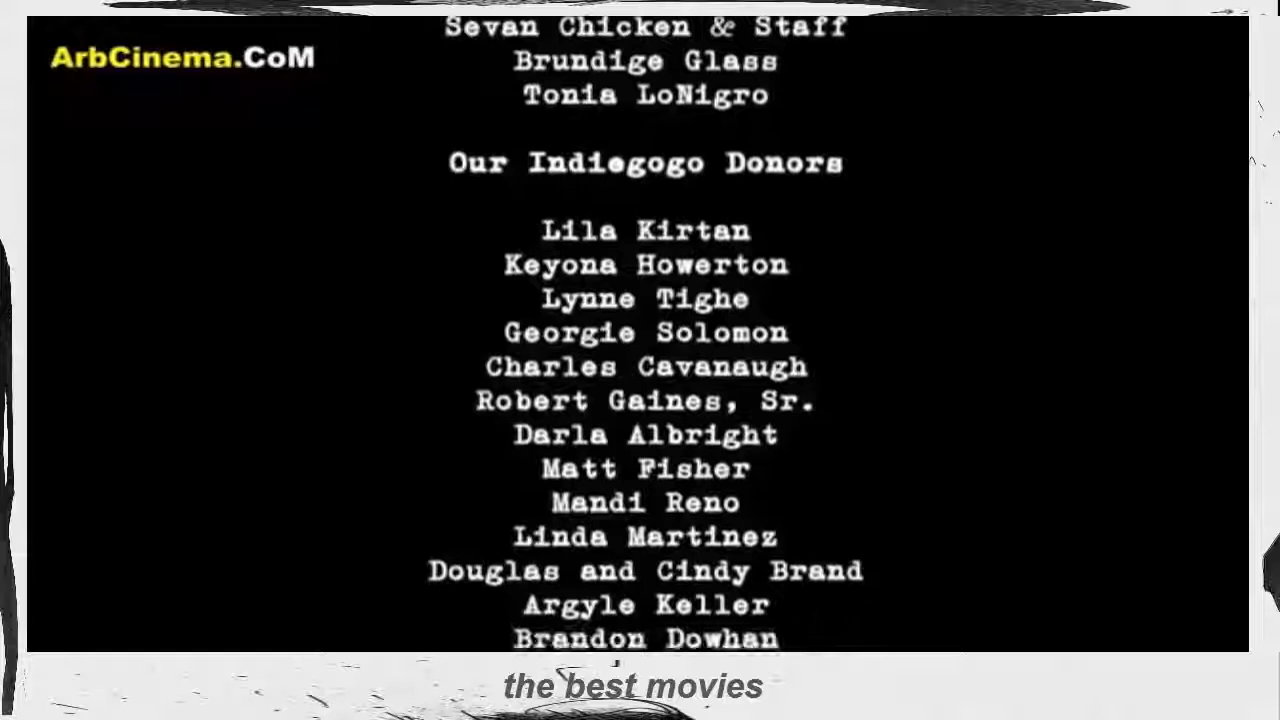 Sevan Chicken & Staff
ArbCinema.CoM
Brundige Glass
Tonia LoNigro
Our Indiegogo Donors
Lila Kirtan
Keyona Howerton
Lynne Tighe
Georgie Solomon
Charles Cavanaugh
Robert Gaines, Sr.
Darla Albright
Matt Fisher
Mandi Reno
Linda Martinez
Douglas and Cindy Brand
Argyle Keller
Brandon Dowhan
the best movies